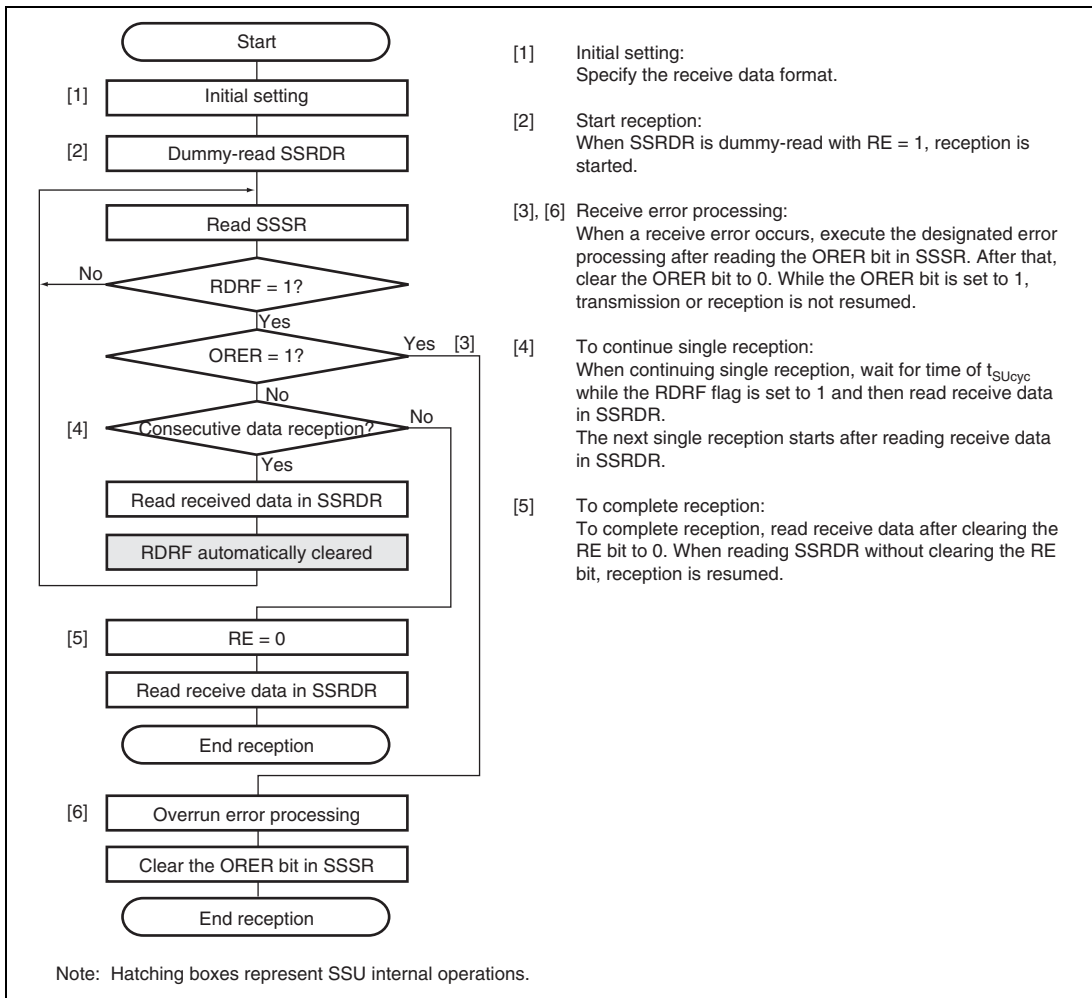 Start
[1] Initial setting
[2] Dummy-read SSRDR
Read SSSR
No
RDRF = 1?
Yes
ORER = 1?
Yes [3]
No
[4] Consecutive data reception?
No
Yes
Read received data in SSRDR
RDRF automatically cleared
[5] RE = 0
Read receive data in SSRDR
End reception
[6] Overrun error processing
Clear the ORER bit in SSSR
End reception
[1] Initial setting:
Specify the receive data format.
[2] Start reception:
When SSRDR is dummy-read with RE = 1, reception is
started.
[3], [6] Receive error processing:
When a receive error occurs, execute the designated error
processing after reading the ORER bit in SSSR. After that,
clear the ORER bit to 0. While the ORER bit is set to 1,
transmission or reception is not resumed.
[4] To continue single reception:
When continuing single reception, wait for time of tSUcyc
while the RDRF flag is set to 1 and then read receive data
in SSRDR.
The next single reception starts after reading receive data
in SSRDR.
[5] To complete reception:
To complete reception, read receive data after clearing the
RE bit to 0. When reading SSRDR without clearing the RE
bit, reception is resumed.
Note: Hatching boxes represent SSU internal operations.